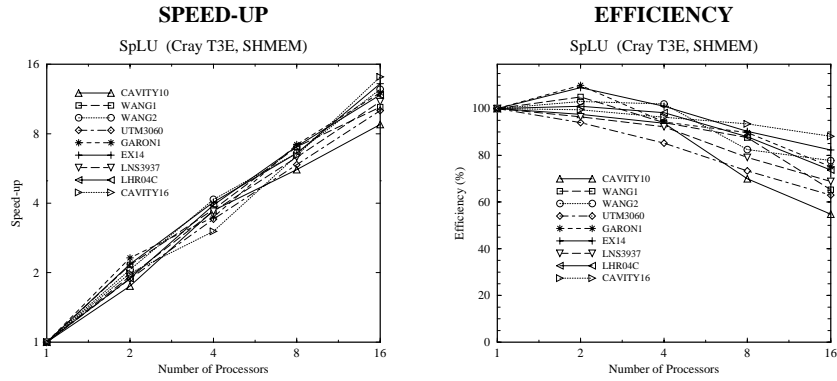 SPEED-UP
SpLU (Cray T3E, SHMEM)
16
8
4
2
1
Speed-up
CAVITY10
WANG1
WANG2
UTM3060
GARON1
EX14
LNS3937
LHR04C
CAVITY16
1 2 4 8 16
Number of Processors
EFFICIENCY
SpLU (Cray T3E, SHMEM)
100
80
60
40
20
0
Efficiency (%)
CAVITY10
WANG1
WANG2
UTM3060
GARON1
EX14
LNS3937
LHR04C
CAVITY16
1 2 4 8 16
Number of Processors